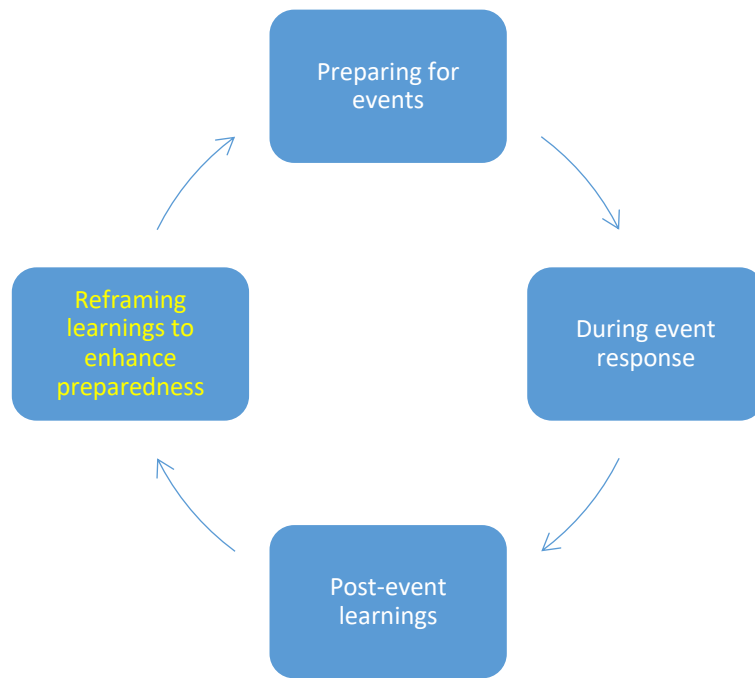 Preparing for
events
During event
response
Post-event
learnings
Reframing
learnings to
enhance
preparedness